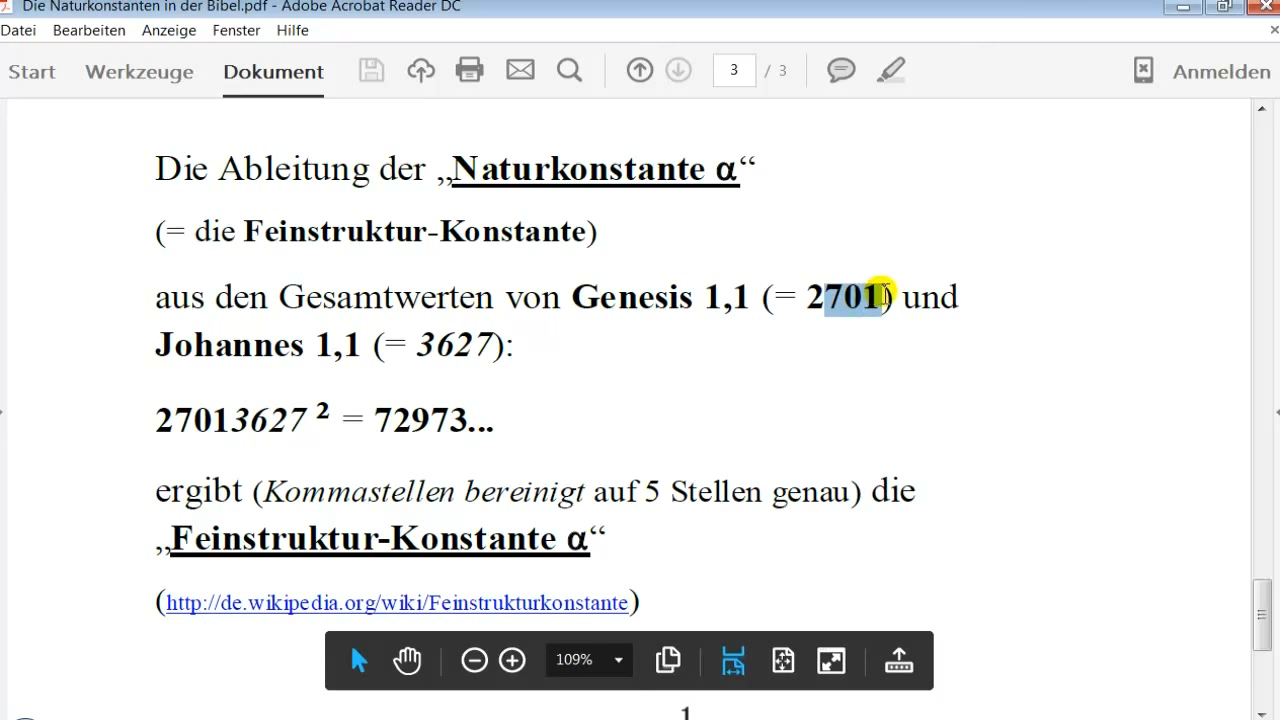 Die Naturkonstanten in der Bibel.pdf - Adobe Acrobat Reader DC
Datei Bearbeiten Anzeige Fenster Hilfe
Start Werkzeuge Dokument 3 / 3 Anmelden
Die Ableitung der „Naturkonstante α“
(= die Feinstruktur-Konstante)
aus den Gesamtwerten von Genesis 1,1 (= 2701) und
Johannes 1,1 (= 3627):
27013627 ² = 72973...
ergibt (Kommastellen bereinigt auf 5 Stellen genau) die
„Feinstruktur-Konstante α“
(http://de.wikipedia.org/wiki/Feinstrukturkonstante)
109%
1